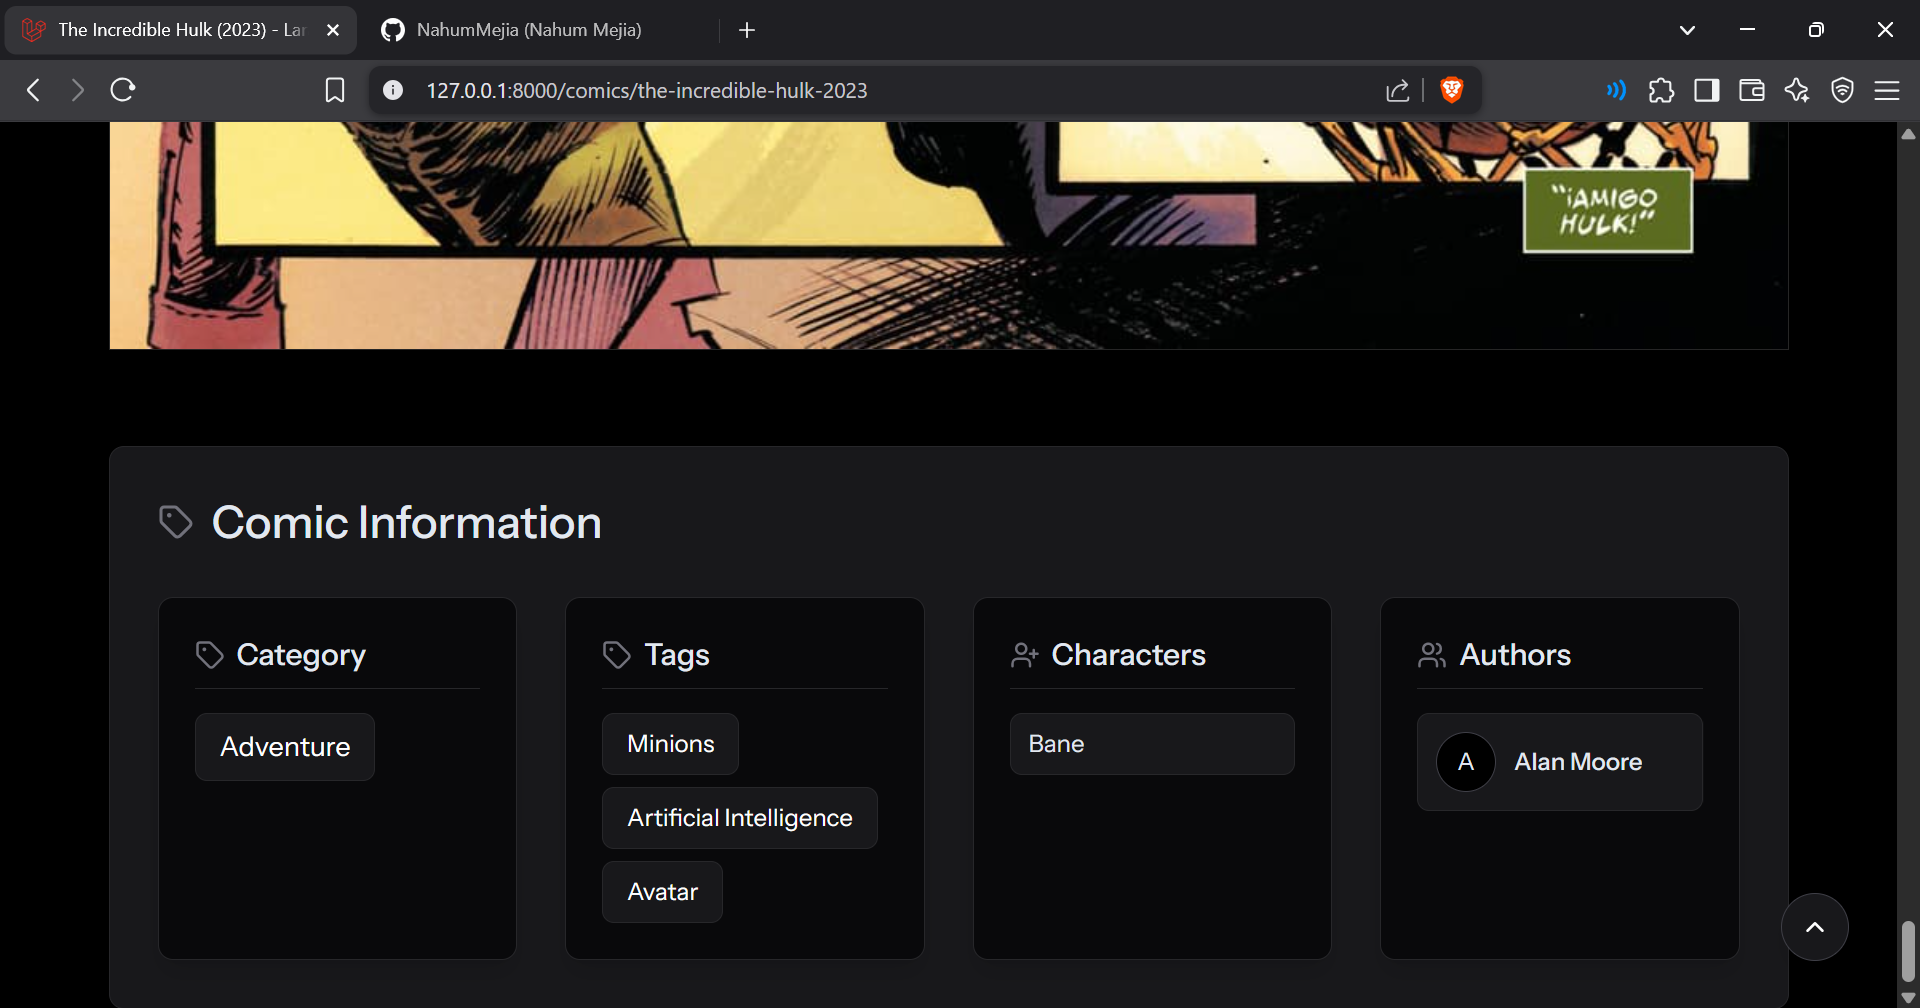 The Incredible Hulk (2023) - Lar
NahumMejia (Nahum Mejia)
127.0.0.1:8000/comics/the-incredible-hulk-2023
"¡AMIGO
HULK!"
Comic Information
Category
Adventure
Tags
Minions
Artificial Intelligence
Avatar
Characters
Bane
Authors
A
Alan Moore